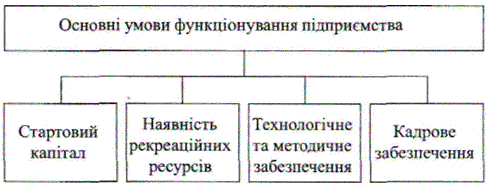 Основні умови функціонування підприємства
Стартовий
капітал
Наявність
рекреаційних
ресурсів
Технологічне
та методичне
забезпечення
Кадрове
забезпечення